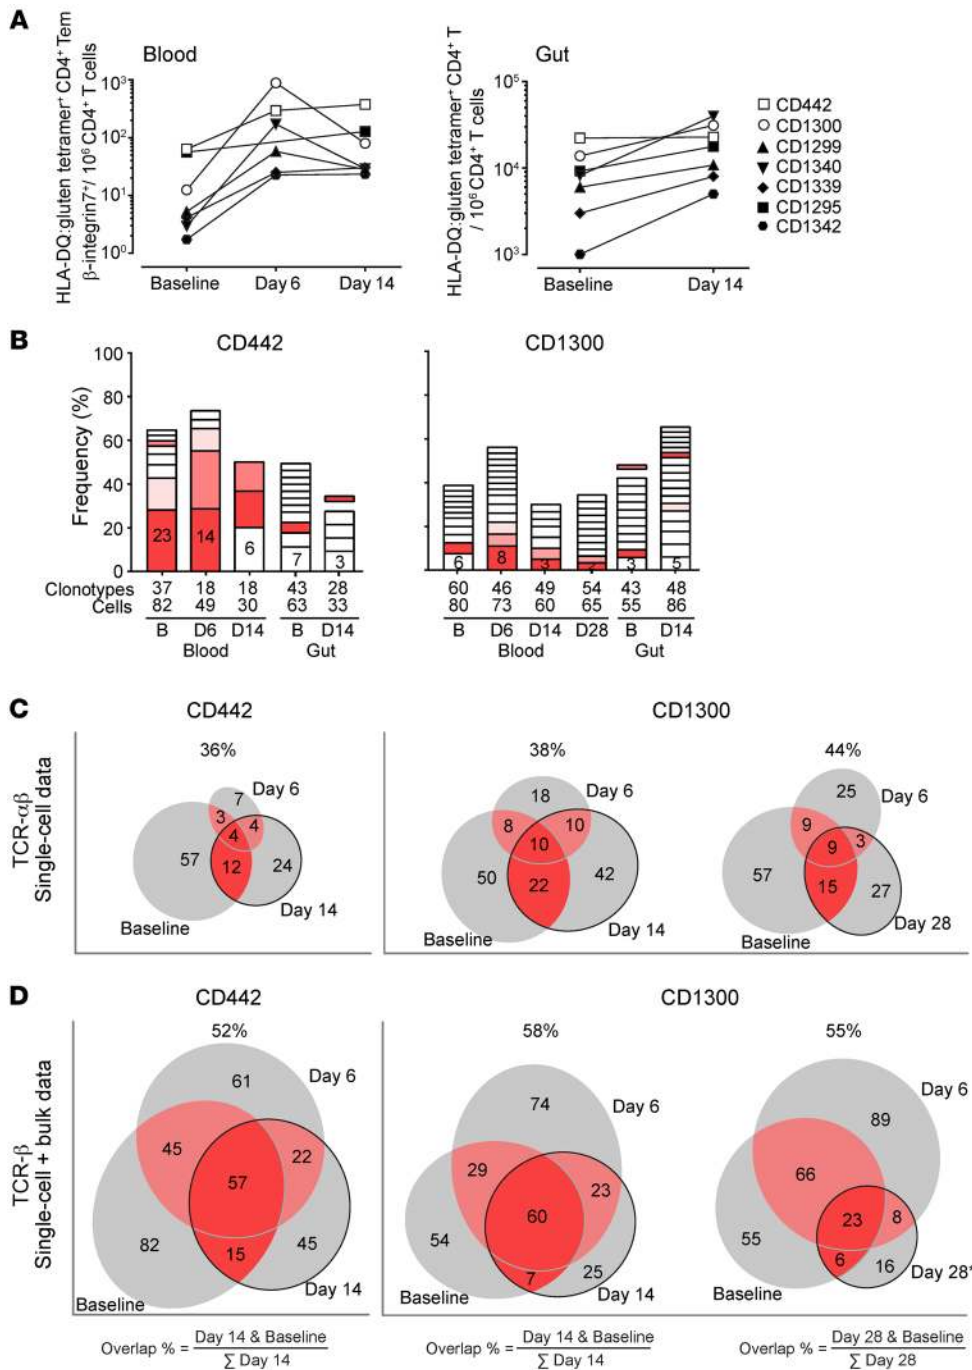 A
Blood
Gut
HLA-DQ:gluten tetramer⁺ CD4⁺ Tem
β-integrin7⁺/ 10⁶ CD4⁺ T cells
10³
10²
10¹
10⁰
Baseline
Day 6
Day 14
HLA-DQ:gluten tetramer⁺ CD4⁺ T
/ 10⁶ CD4⁺ T cells
10⁵
10⁴
10³
Baseline
Day 14
CD442
CD1300
CD1299
CD1340
CD1339
CD1295
CD1342
B
CD442
CD1300
Frequency (%)
100
80
60
40
20
0
23
14
6
7
3
6
8
3
3
5
Clonotypes
37 18 18 43 28
60 46 49 54 43 48
Cells
82 49 30 63 33
80 73 60 65 55 86
B D6 D14 B D14
B D6 D14 D28 B D14
Blood Gut
Blood Gut
C
CD442
CD1300
TCR-αβ
Single-cell data
36%
7
Day 6
3
4
4
57
12
24
Day 14
Baseline
38%
18
Day 6
8
10
10
50
22
42
Baseline
Day 14
44%
25
Day 6
9
9
3
57
15
27
Day 28
Baseline
D
CD442
CD1300
TCR-β
Single-cell + bulk data
52%
61
Day 6
45
22
57
82
15
45
Day 14
Baseline
58%
74
Day 6
29
23
60
54
7
25
Baseline
Day 14
55%
89
Day 6
66
23
8
55
6
16
Day 28*
Baseline
Overlap % = Day 14 & Baseline
∑ Day 14
Overlap % = Day 14 & Baseline
∑ Day 14
Overlap % = Day 28 & Baseline
∑ Day 28